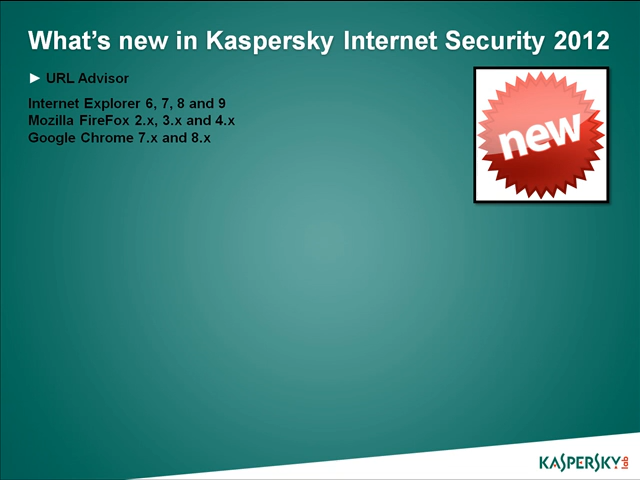 What's new in Kaspersky Internet Security 2012
► URL Advisor
Internet Explorer 6, 7, 8 and 9
Mozilla FireFox 2.x, 3.x and 4.x
Google Chrome 7.x and 8.x
new
KASPERSKY lab